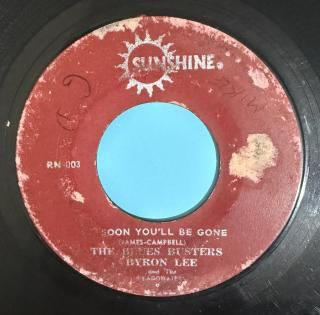 SUNSHINE
RN-003
SOON YOU'LL BE GONE
(JAMES-CAMPBELL)
THE BLUES BUSTERS
BYRON LEE
and The